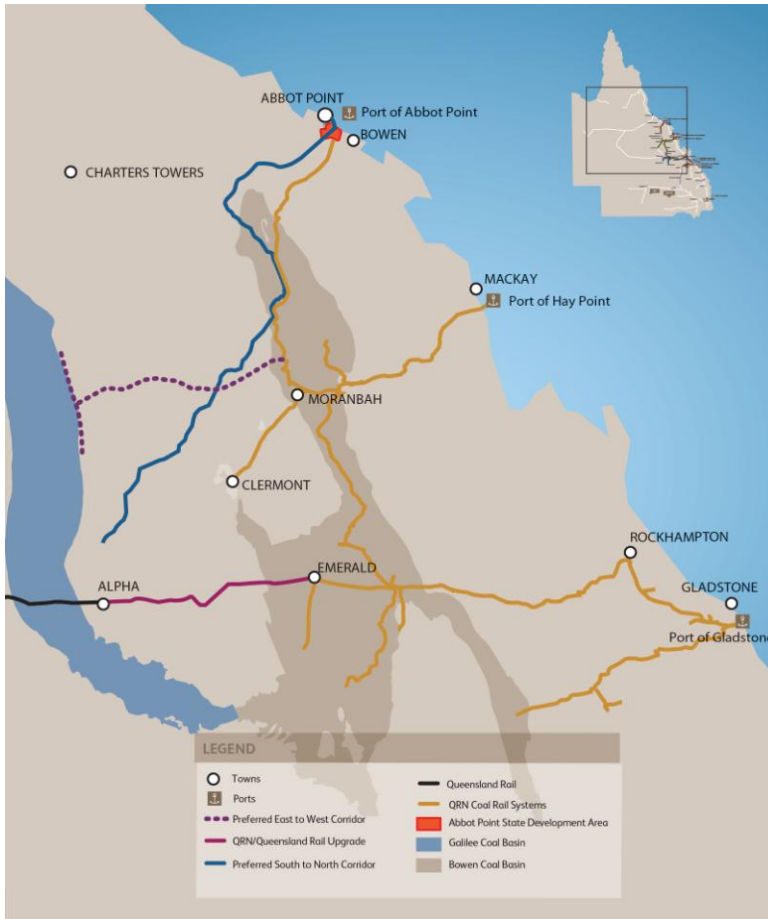 ABBOT POINT
Port of Abbot Point
BOWEN
CHARTERS TOWERS
MACKAY
Port of Hay Point
MORANBAH
CLERMONT
ROCKHAMPTON
EMERALD
ALPHA
GLADSTONE
Port of Gladstone
LEGEND
Towns
Ports
Preferred East to West Corridor
QRN/Queensland Rail Upgrade
Preferred South to North Corridor
Queensland Rail
QRN Coal Rail Systems
Abbot Point State Development Area
Galilee Coal Basin
Bowen Coal Basin